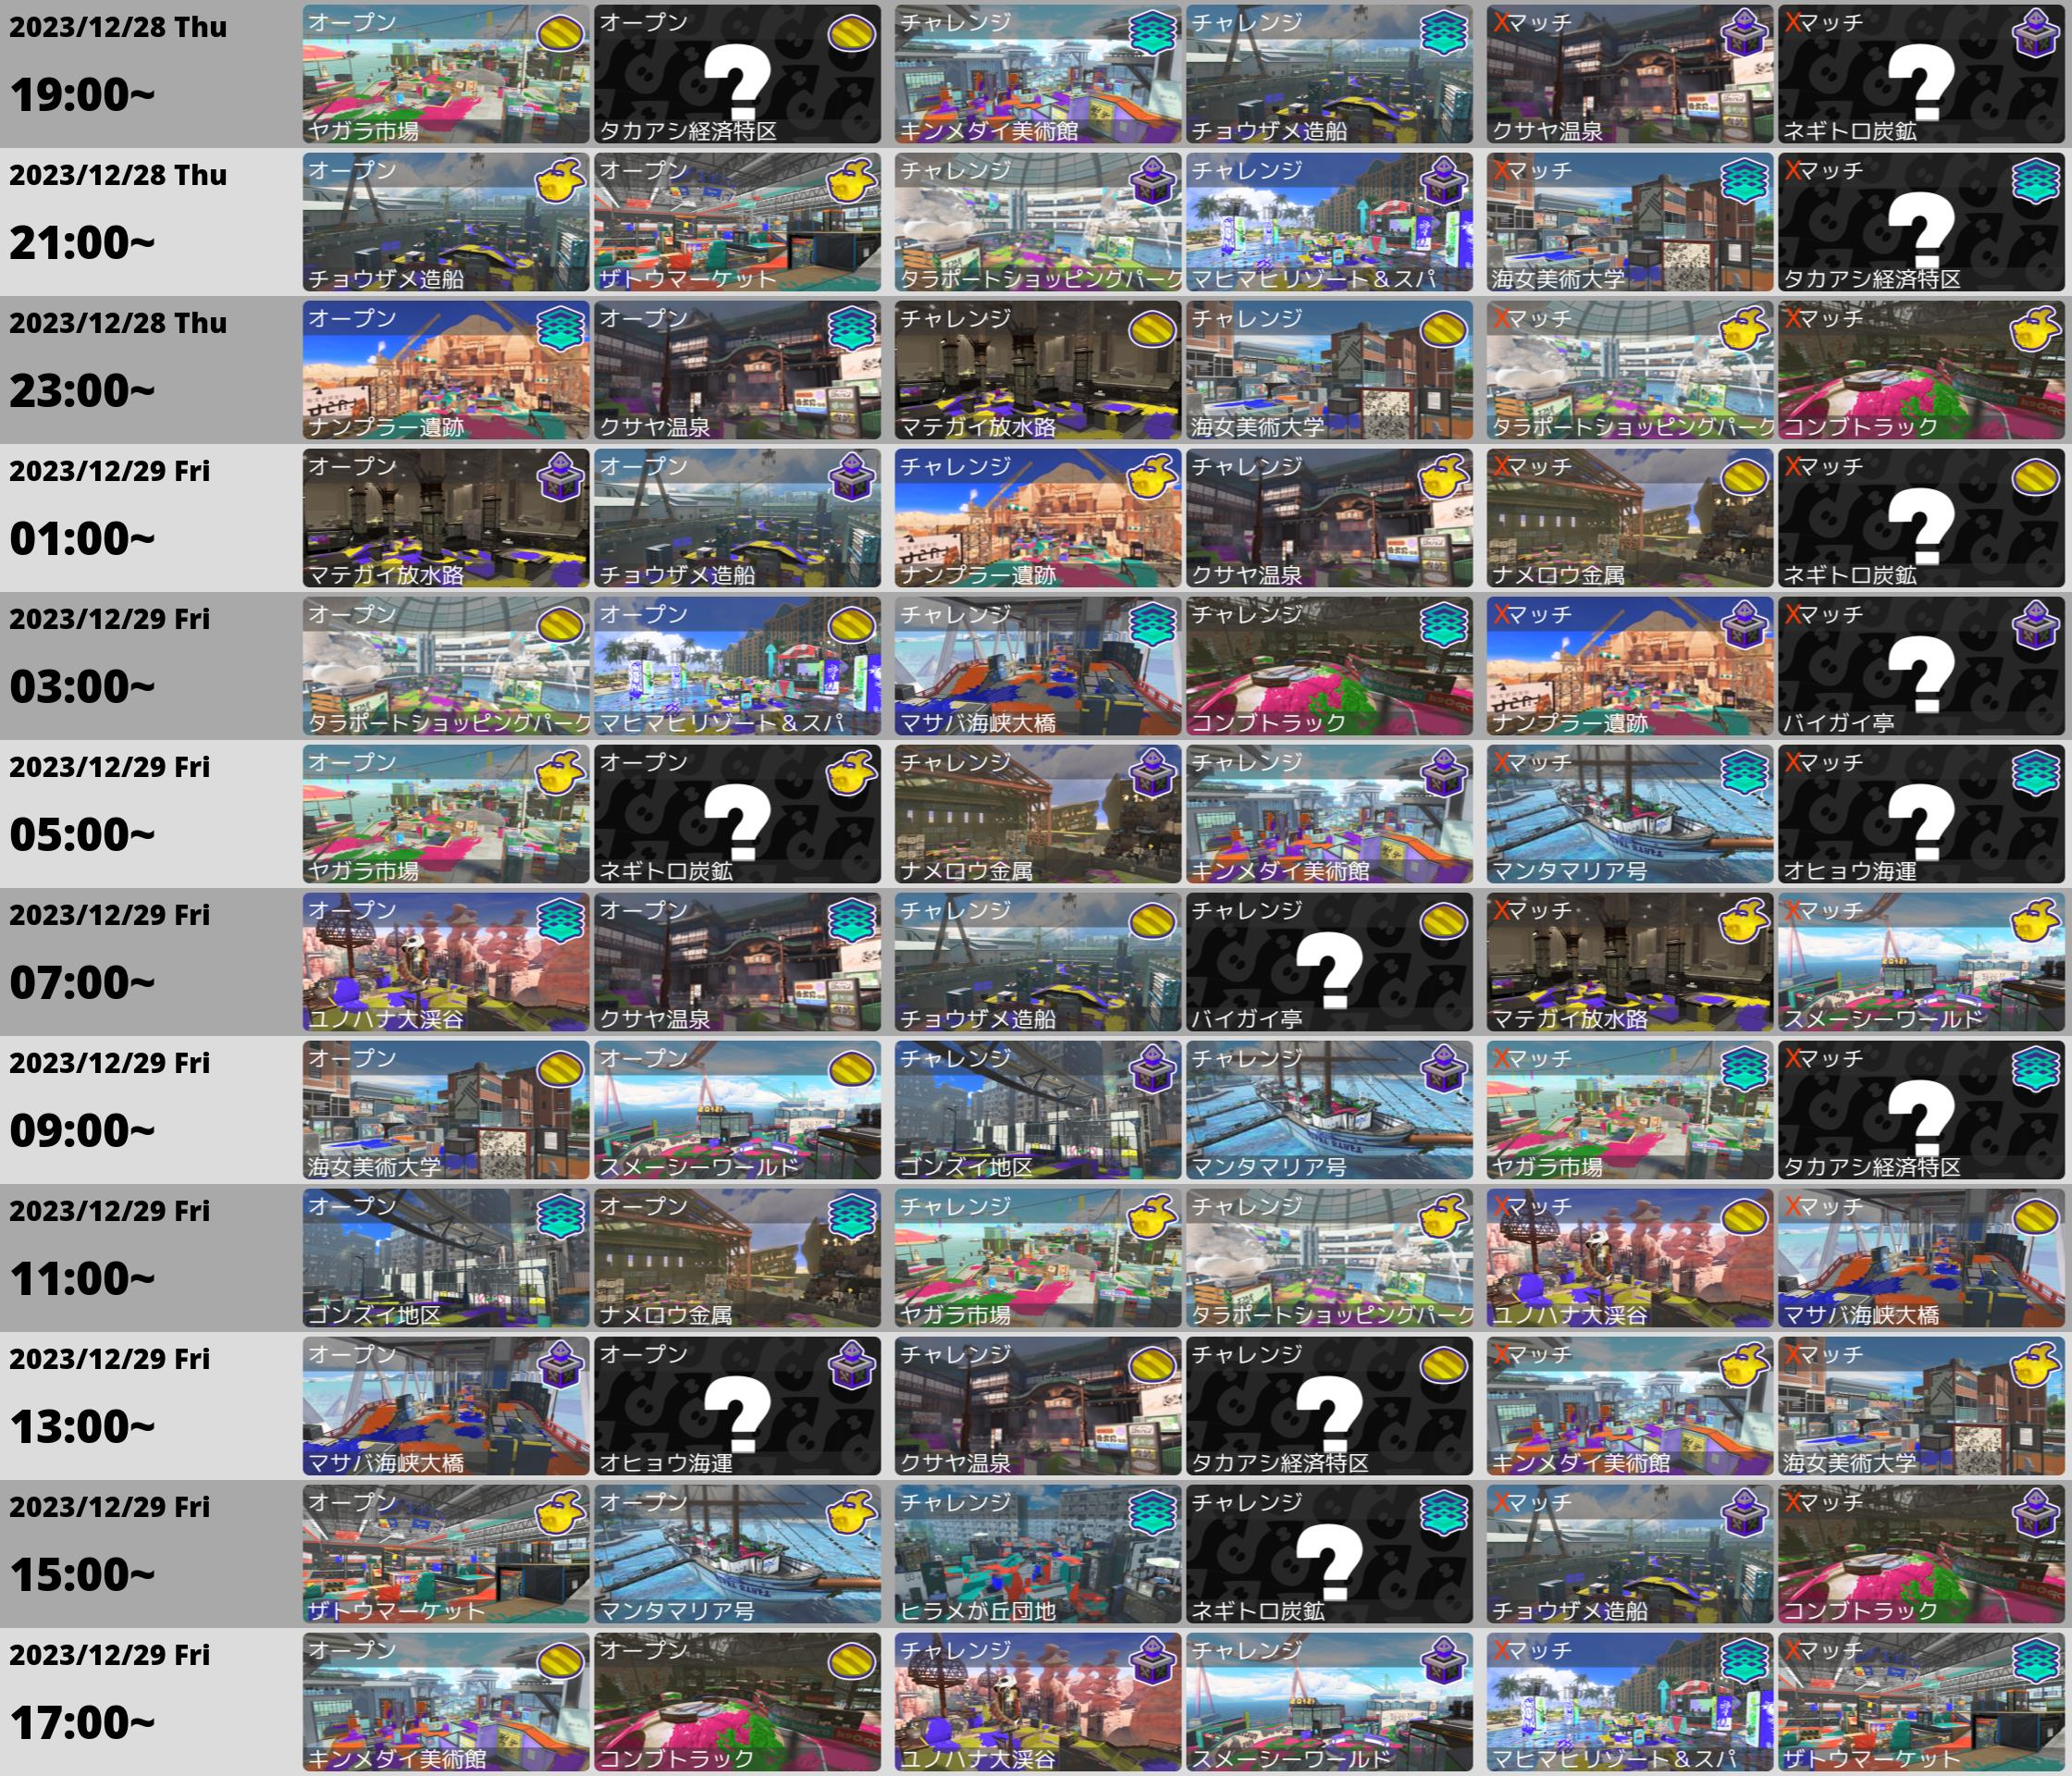 2023/12/28 Thu
19:00~
オープン
ヤガラ市場
オープン
タカアシ経済特区
チャレンジ
キンメダイ美術館
チャレンジ
チョウザメ造船
Xマッチ
クサヤ温泉
Xマッチ
ネギトロ炭鉱
2023/12/28 Thu
21:00~
オープン
チョウザメ造船
オープン
ザトウマーケット
チャレンジ
タラポートショッピングパーク
チャレンジ
マヒマヒリゾート＆スパ
Xマッチ
海女美術大学
Xマッチ
タカアシ経済特区
2023/12/28 Thu
23:00~
オープン
ナンプラー遺跡
オープン
クサヤ温泉
チャレンジ
マテガイ放水路
チャレンジ
海女美術大学
Xマッチ
タラポートショッピングパーク
Xマッチ
コンブトラック
2023/12/29 Fri
01:00~
オープン
マテガイ放水路
オープン
チョウザメ造船
チャレンジ
ナンプラー遺跡
チャレンジ
クサヤ温泉
Xマッチ
ナメロウ金属
Xマッチ
ネギトロ炭鉱
2023/12/29 Fri
03:00~
オープン
タラポートショッピングパーク
オープン
マヒマヒリゾート＆スパ
チャレンジ
マサバ海峡大橋
チャレンジ
コンブトラック
Xマッチ
ナンプラー遺跡
Xマッチ
バイガイ亭
2023/12/29 Fri
05:00~
オープン
ヤガラ市場
オープン
ネギトロ炭鉱
チャレンジ
ナメロウ金属
チャレンジ
キンメダイ美術館
Xマッチ
マンタマリア号
Xマッチ
オヒョウ海運
2023/12/29 Fri
07:00~
オープン
ユノハナ大渓谷
オープン
クサヤ温泉
チャレンジ
チョウザメ造船
チャレンジ
バイガイ亭
Xマッチ
マテガイ放水路
Xマッチ
スメーシーワールド
2023/12/29 Fri
09:00~
オープン
海女美術大学
オープン
スメーシーワールド
チャレンジ
ゴンズイ地区
チャレンジ
マンタマリア号
Xマッチ
ヤガラ市場
Xマッチ
タカアシ経済特区
2023/12/29 Fri
11:00~
オープン
ゴンズイ地区
オープン
ナメロウ金属
チャレンジ
ヤガラ市場
チャレンジ
タラポートショッピングパーク
Xマッチ
ユノハナ大渓谷
Xマッチ
マサバ海峡大橋
2023/12/29 Fri
13:00~
オープン
マサバ海峡大橋
オープン
オヒョウ海運
チャレンジ
クサヤ温泉
チャレンジ
タカアシ経済特区
Xマッチ
キンメダイ美術館
Xマッチ
海女美術大学
2023/12/29 Fri
15:00~
オープン
ザトウマーケット
オープン
マンタマリア号
チャレンジ
ヒラメが丘団地
チャレンジ
ネギトロ炭鉱
Xマッチ
チョウザメ造船
Xマッチ
コンブトラック
2023/12/29 Fri
17:00~
オープン
キンメダイ美術館
オープン
コンブトラック
チャレンジ
ユノハナ大渓谷
チャレンジ
スメーシーワールド
Xマッチ
マヒマヒリゾート＆スパ
Xマッチ
ザトウマーケット